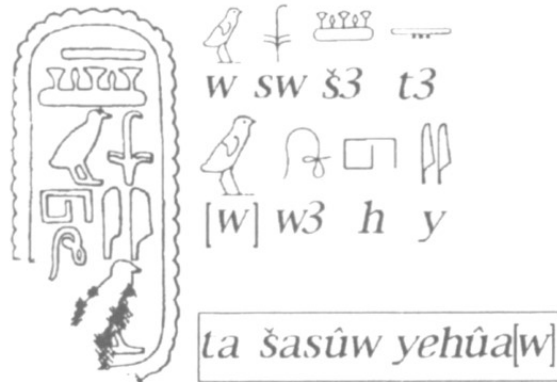 𓅱 𓇓 𓆷 𓇾
w sw š3 t3
𓅱 𓍯 𓉔 𓇌
[w] w3 h y
ta šasûw yehûa[w]